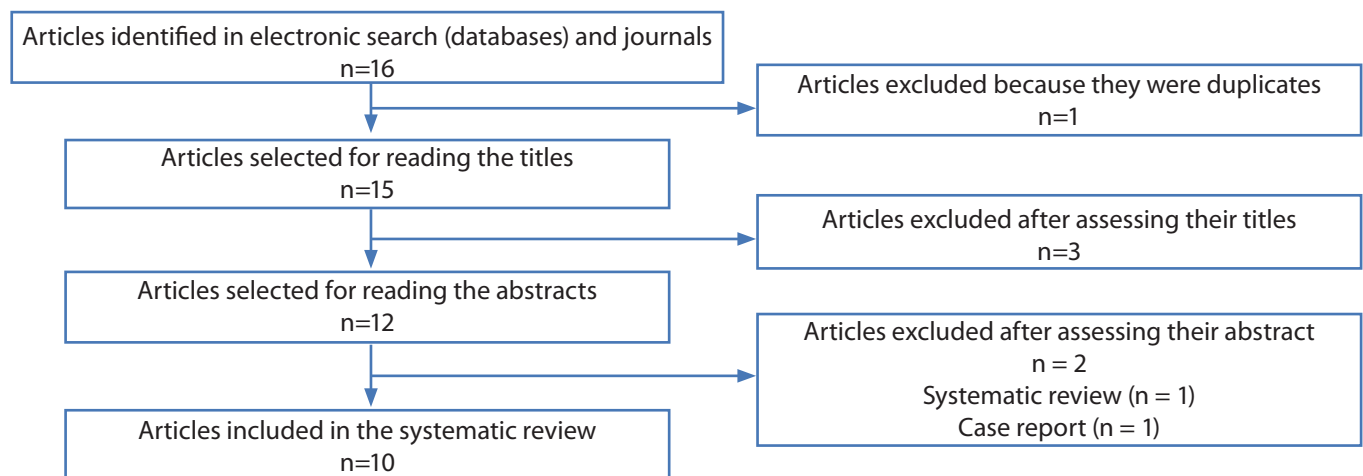 Articles identified in electronic search (databases) and journals
n=16
Articles excluded because they were duplicates
n=1
Articles selected for reading the titles
n=15
Articles excluded after assessing their titles
n=3
Articles selected for reading the abstracts
n=12
Articles excluded after assessing their abstract
n = 2
Systematic review (n = 1)
Case report (n = 1)
Articles included in the systematic review
n=10